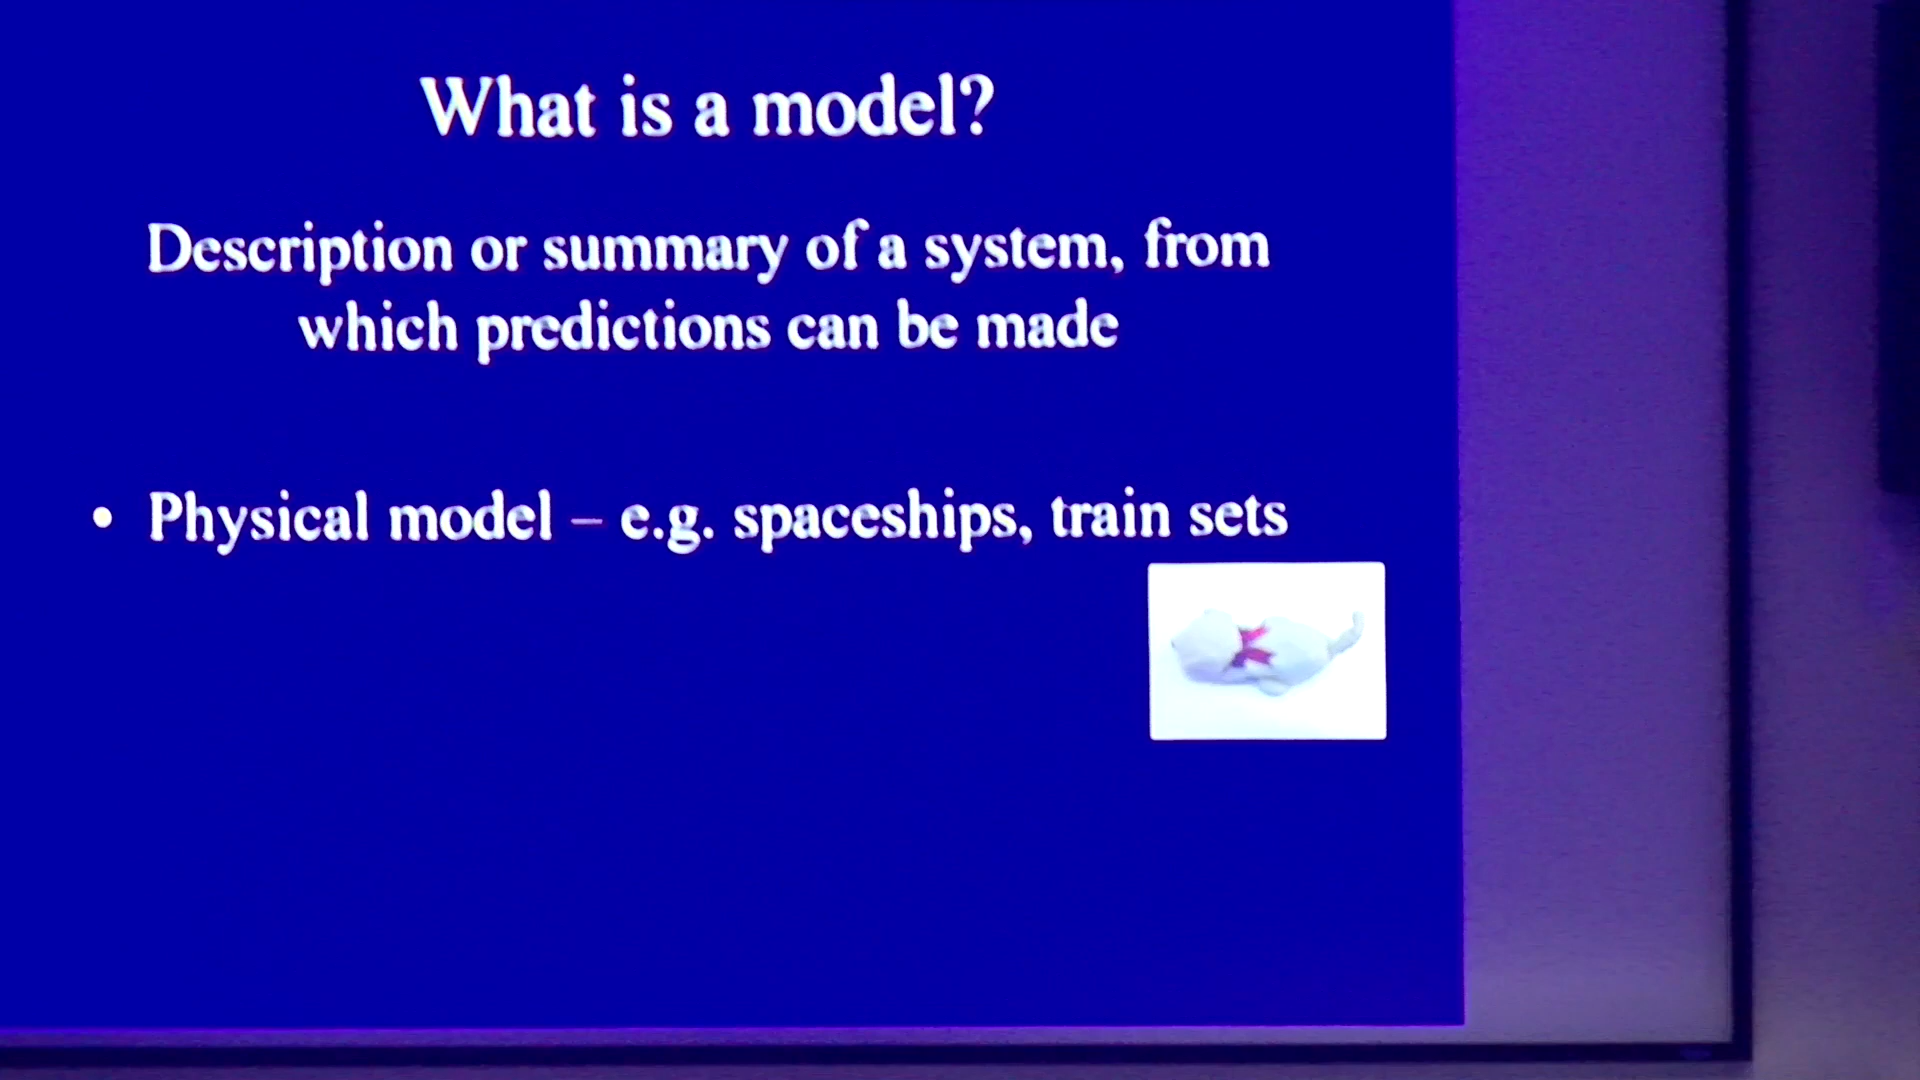 What is a model?
Description or summary of a system, from
which predictions can be made
• Physical model – e.g. spaceships, train sets